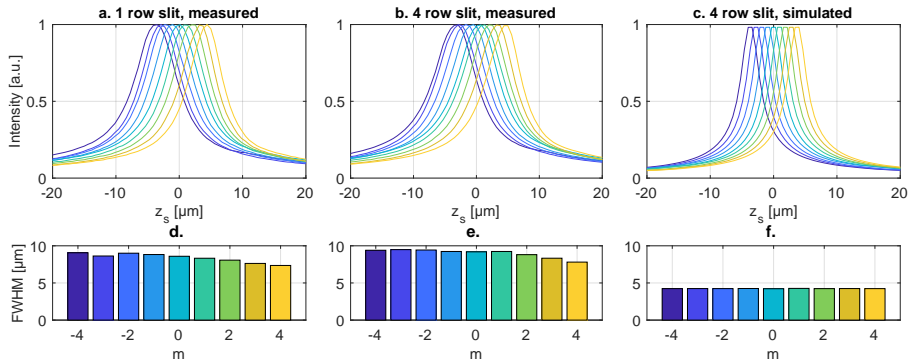 a. 1 row slit, measured
b. 4 row slit, measured
c. 4 row slit, simulated
Intensity [a.u.]
1
0.5
0
-20 -10 0 10 20
z_s [µm]
1
0.5
0
-20 -10 0 10 20
z_s [µm]
1
0.5
0
-20 -10 0 10 20
z_s [µm]
d.
e.
f.
FWHM [µm]
10
5
0
-4 -2 0 2 4
m
10
5
0
-4 -2 0 2 4
m
10
5
0
-4 -2 0 2 4
m